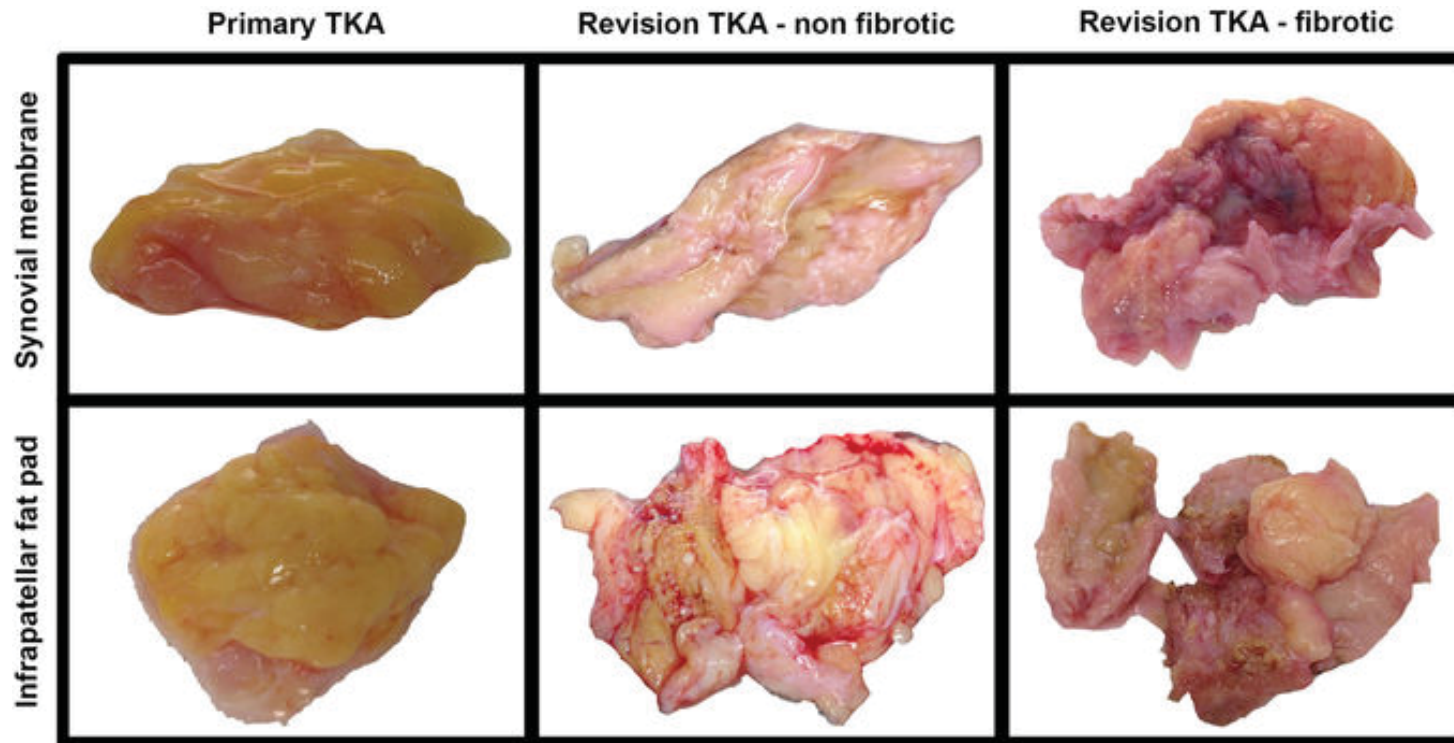 Primary TKA
Revision TKA - non fibrotic
Revision TKA - fibrotic
Synovial membrane
Infrapatellar fat pad